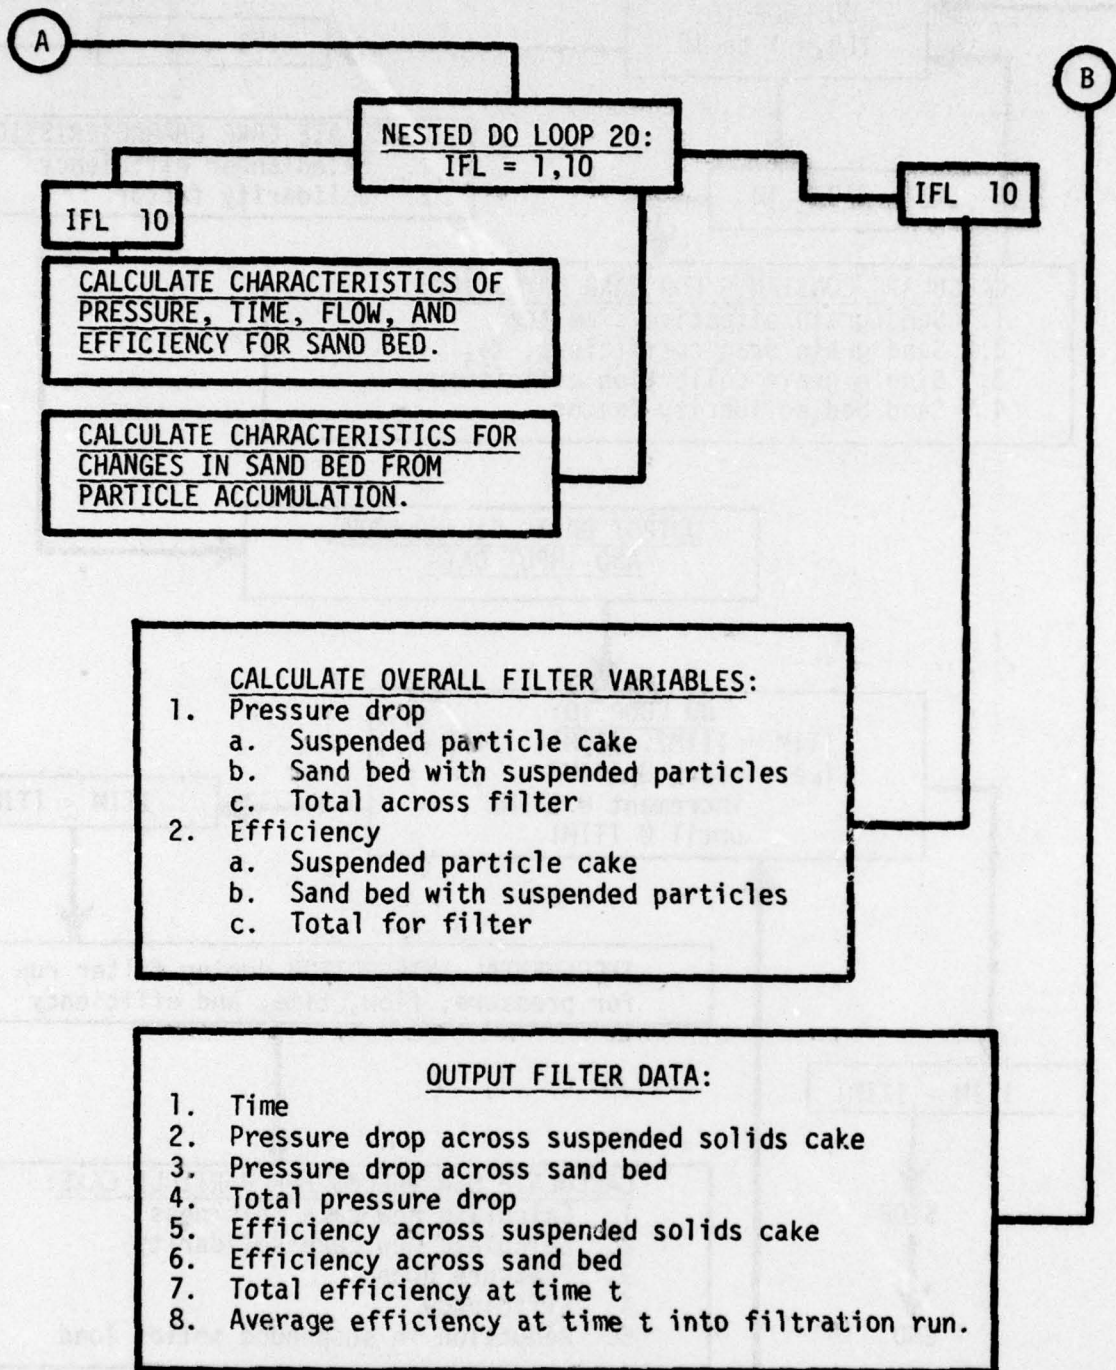 A
B
NESTED DO LOOP 20:
IFL = 1,10
IFL 10
IFL 10
CALCULATE CHARACTERISTICS OF
PRESSURE, TIME, FLOW, AND
EFFICIENCY FOR SAND BED.
CALCULATE CHARACTERISTICS FOR
CHANGES IN SAND BED FROM
PARTICLE ACCUMULATION.
CALCULATE OVERALL FILTER VARIABLES:
1. Pressure drop
a. Suspended particle cake
b. Sand bed with suspended particles
c. Total across filter
2. Efficiency
a. Suspended particle cake
b. Sand bed with suspended particles
c. Total for filter
OUTPUT FILTER DATA:
1. Time
2. Pressure drop across suspended solids cake
3. Pressure drop across sand bed
4. Total pressure drop
5. Efficiency across suspended solids cake
6. Efficiency across sand bed
7. Total efficiency at time t
8. Average efficiency at time t into filtration run.